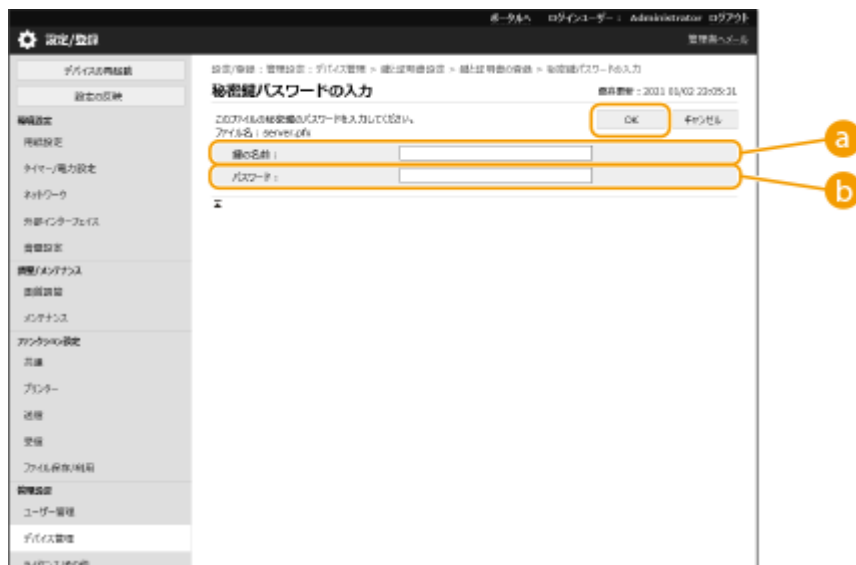 ポータルへ ログインユーザー： Administrator ログアウト
設定/登録
管理者へメール
デバイスの再起動
設定の反映
設定/登録 : 管理設定 : デバイス管理 > 鍵と証明書設定 > 鍵と証明書の登録 > 秘密鍵パスワードの入力
秘密鍵パスワードの入力
最終更新 : 2021 01/02 23:05:31
このファイルの秘密鍵のパスワードを入力してください。
ファイル名 : server.pfx
OK
キャンセル
鍵の名前 :
a
パスワード :
b
環境設定
用紙設定
タイマー/電力設定
ネットワーク
外部インターフェイス
音量設定
調整/メンテナンス
画質調整
メンテナンス
ファンクション設定
共通
プリンター
送信
受信
ファイル保存/利用
管理設定
ユーザー管理
デバイス管理